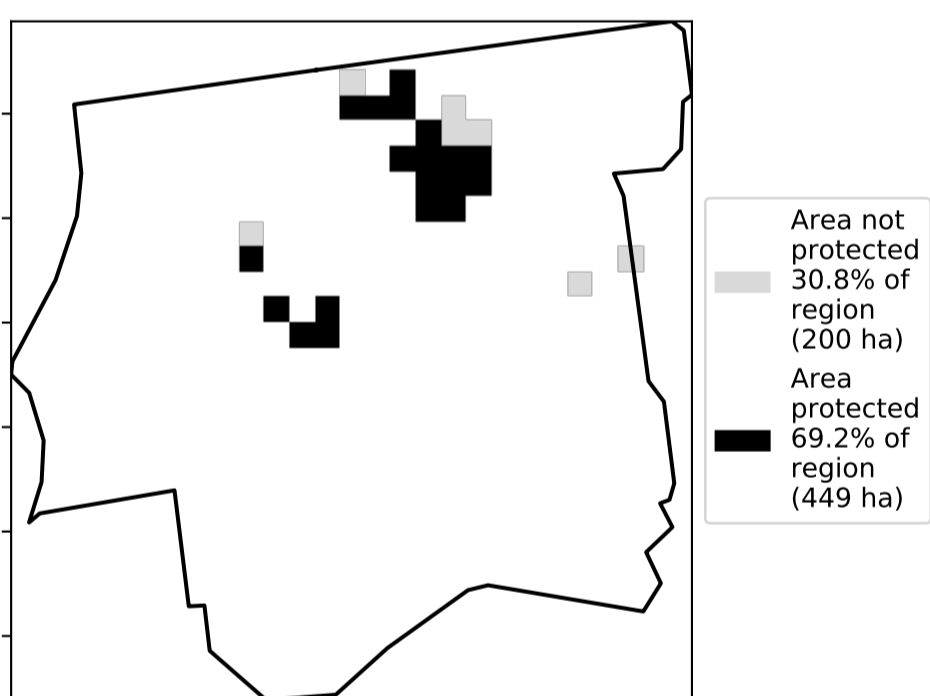 Area not
protected
30.8% of
region
(200 ha)
Area
protected
69.2% of
region
(449 ha)